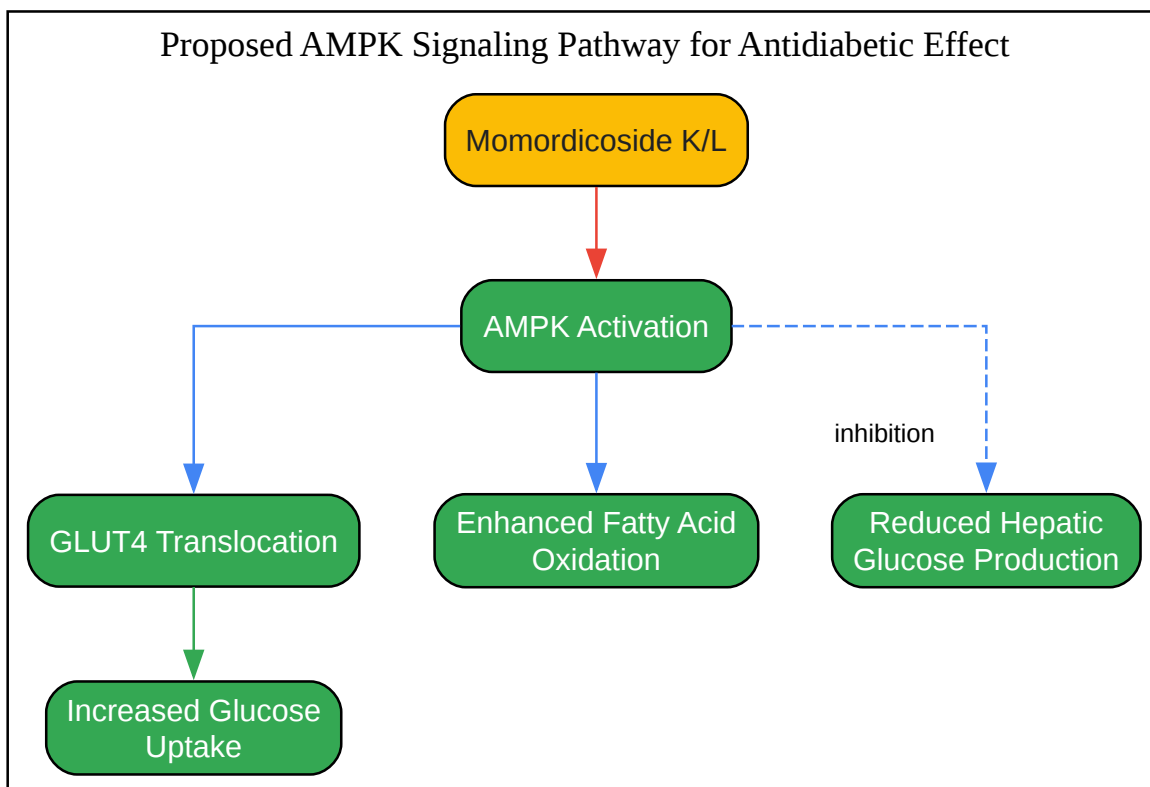 Proposed AMPK Signaling Pathway for Antidiabetic Effect
Momordicoside K/L
AMPK Activation
inhibition
GLUT4 Translocation
Enhanced Fatty Acid
Oxidation
Reduced Hepatic
Glucose Production
Increased Glucose
Uptake